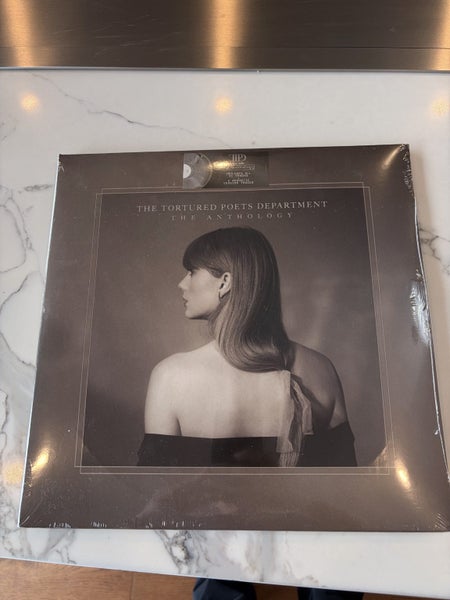 THE TORTURED POETS DEPARTMENT
THE ANTHOLOGY